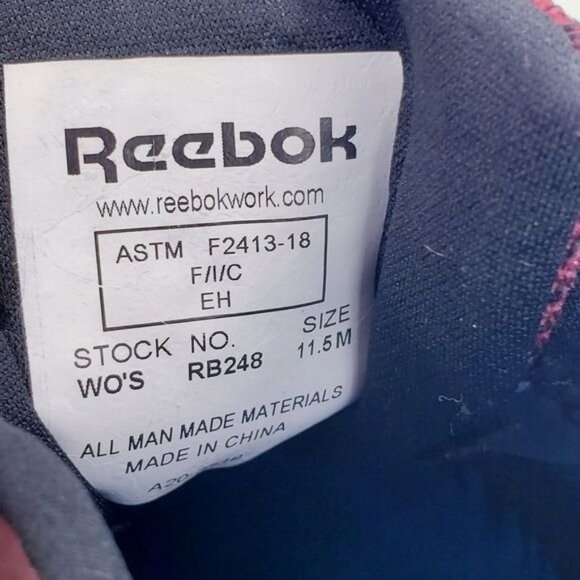 Reebok
www.reebokwork.com
ASTM F2413-18
F/I/C
EH
STOCK NO. SIZE
WO'S RB248 11.5M
ALL MAN MADE MATERIALS
MADE IN CHINA